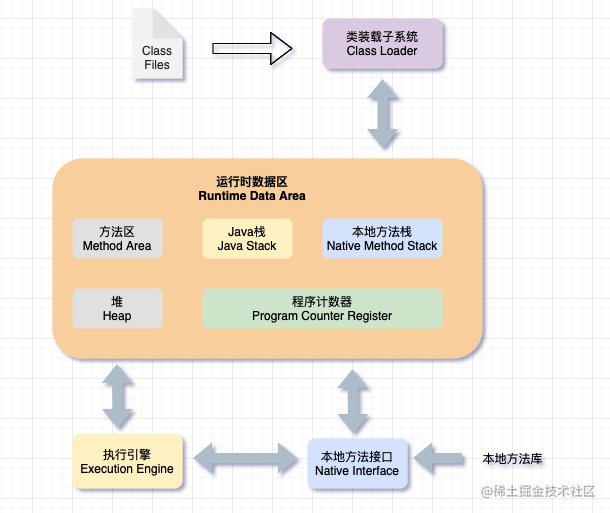 Class
Files
类装载子系统
Class Loader
运行时数据区
Runtime Data Area
方法区
Method Area
Java栈
Java Stack
本地方法栈
Native Method Stack
堆
Heap
程序计数器
Program Counter Register
执行引擎
Execution Engine
本地方法接口
Native Interface
本地方法库
@稀土掘金技术社区